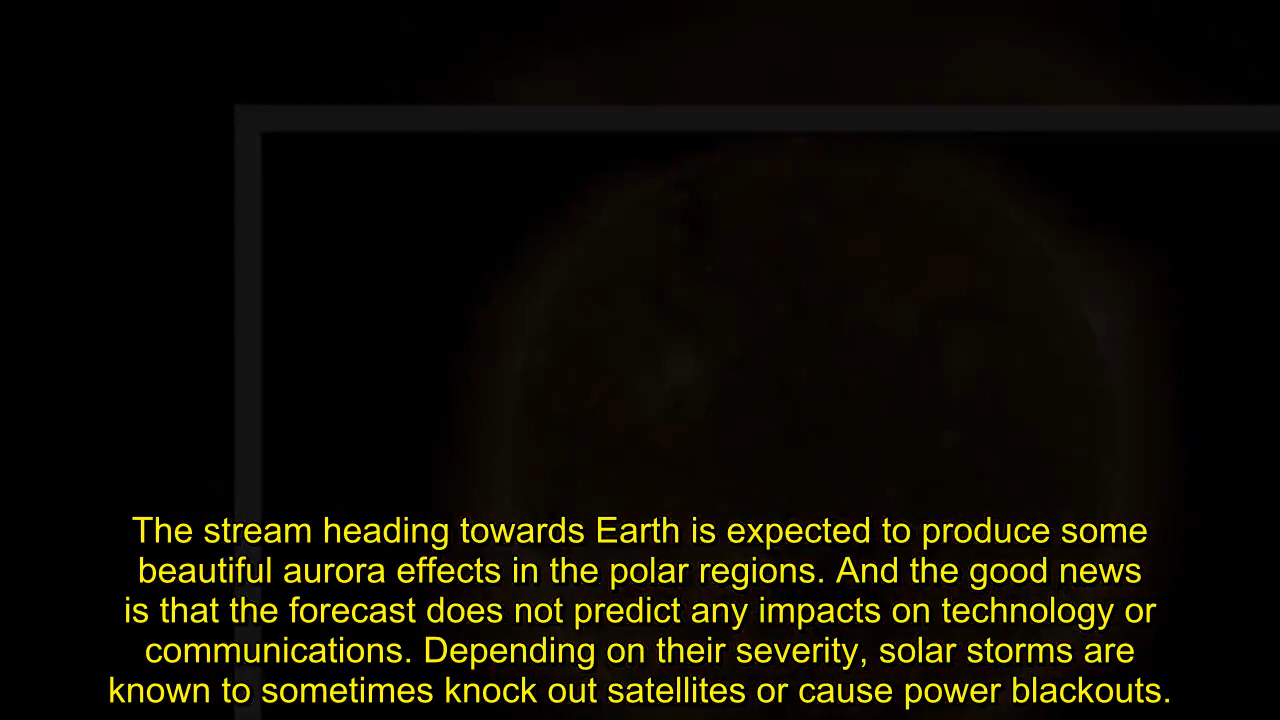 The stream heading towards Earth is expected to produce some
beautiful aurora effects in the polar regions. And the good news
is that the forecast does not predict any impacts on technology or
communications. Depending on their severity, solar storms are
known to sometimes knock out satellites or cause power blackouts.